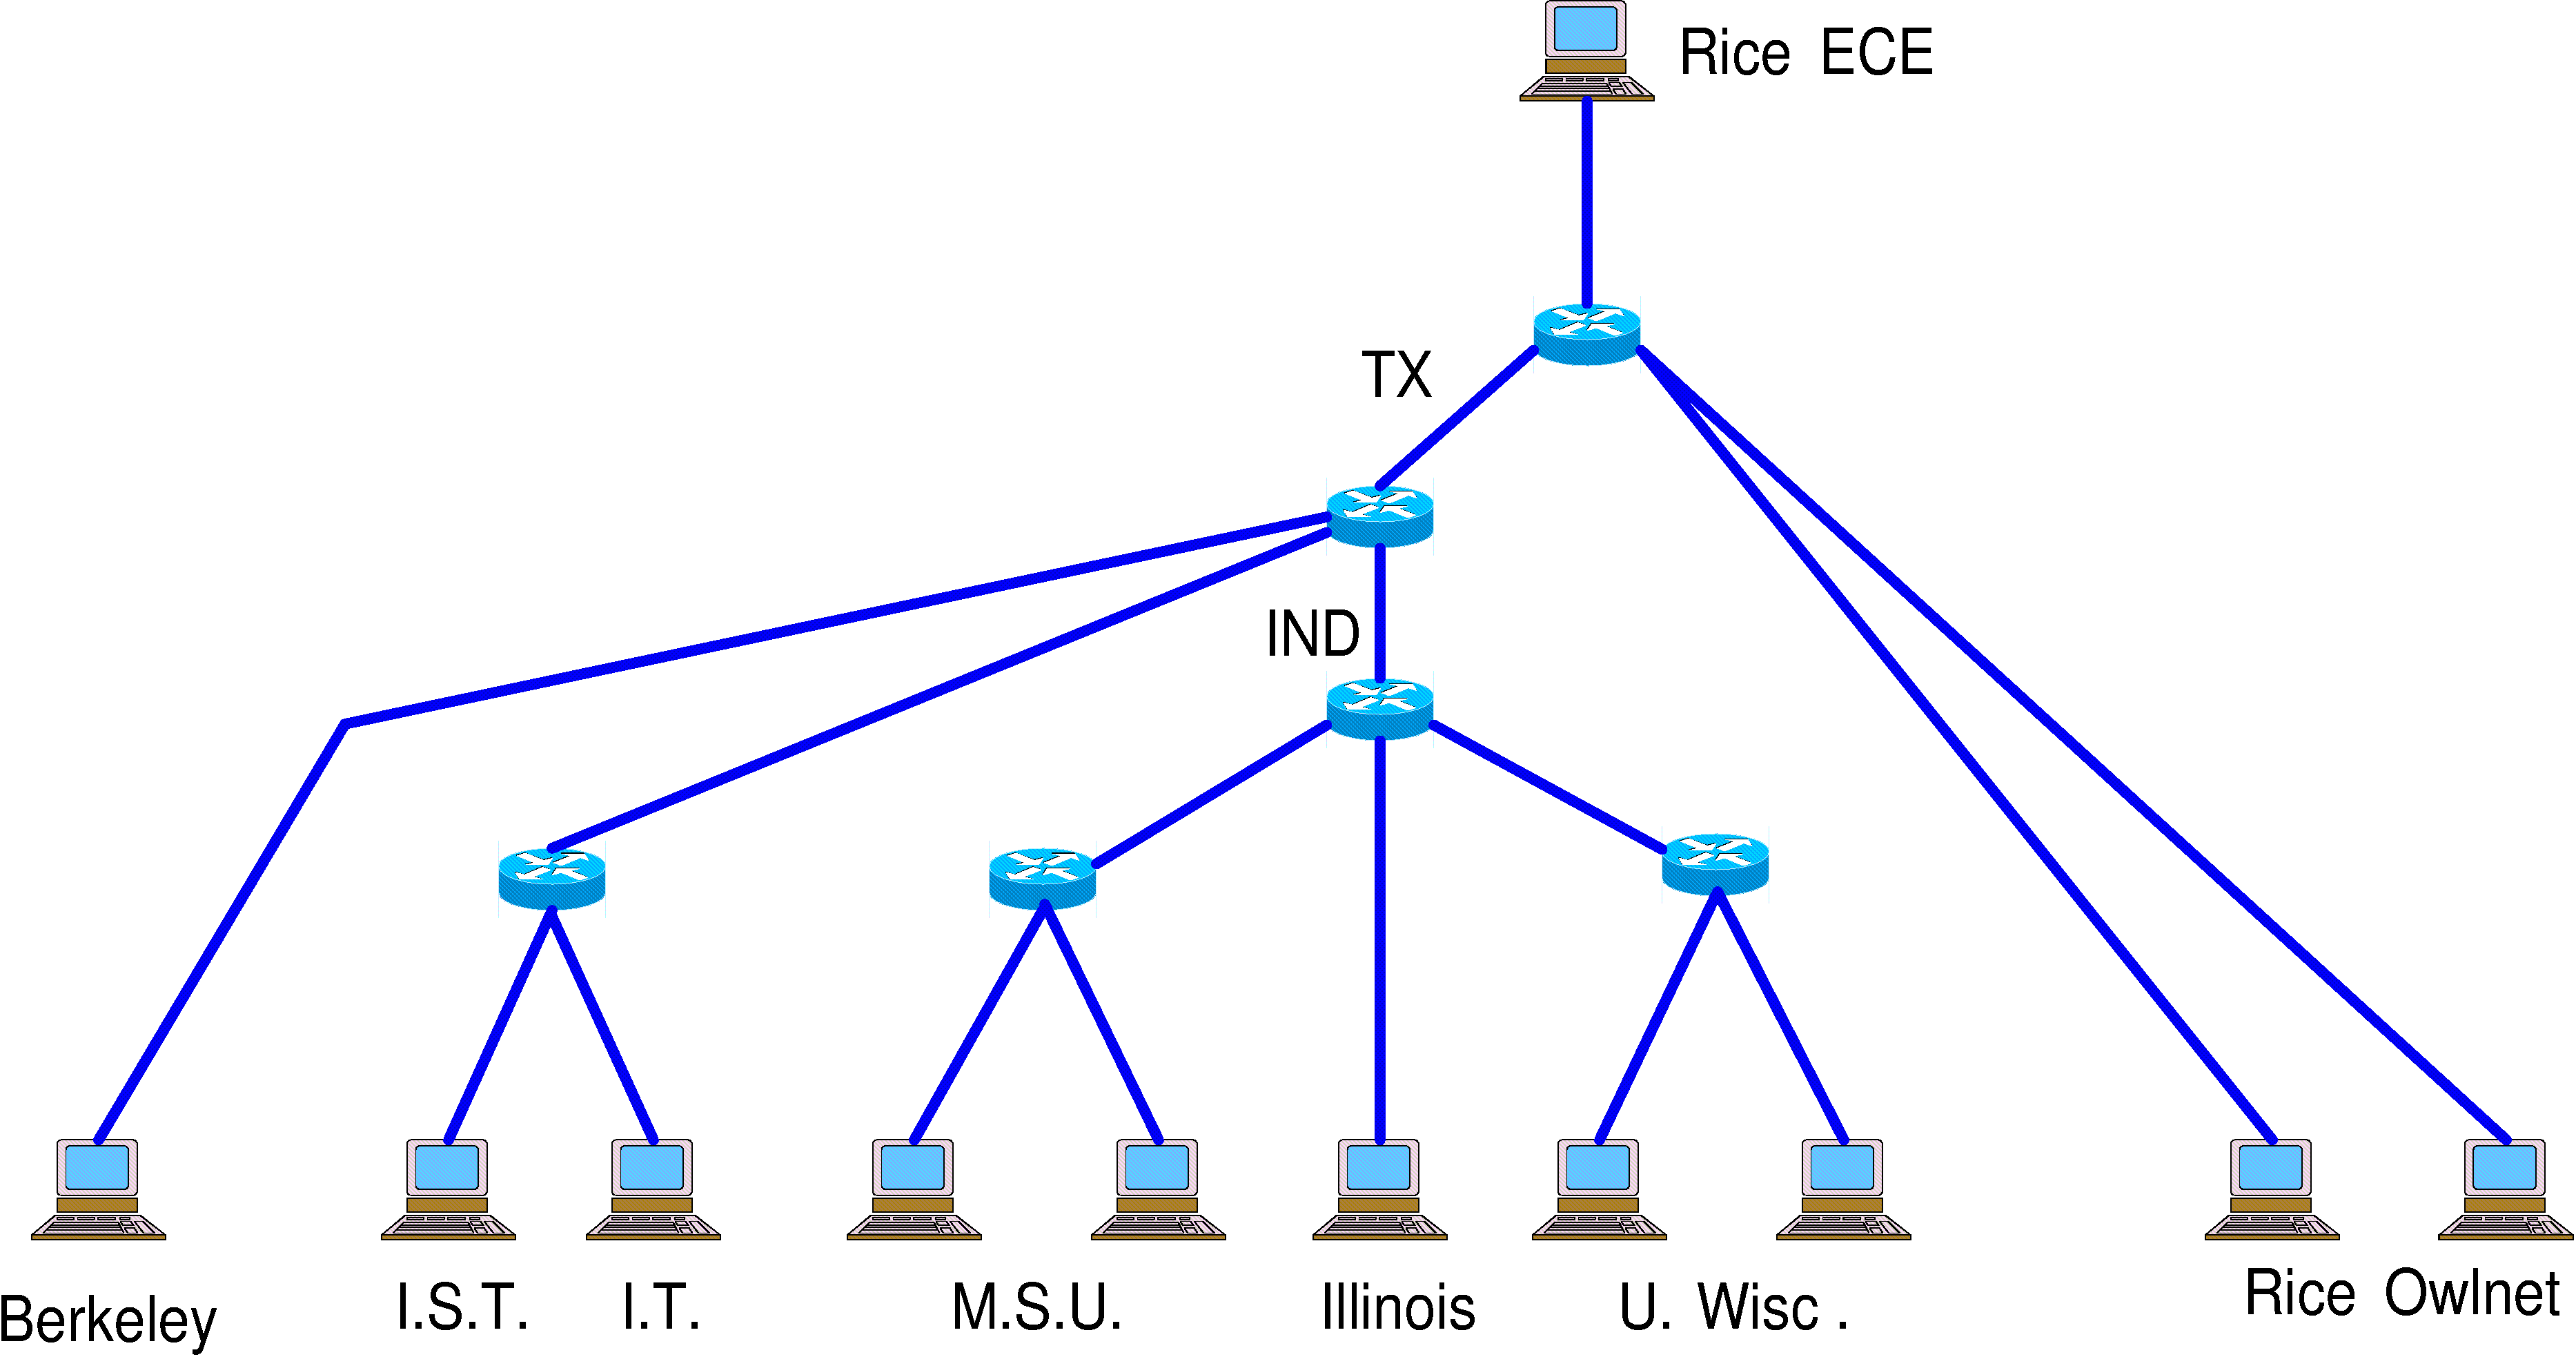 Rice ECE
TX
IND
Berkeley
I.S.T.
I.T.
M.S.U.
Illinois
U. Wisc .
Rice Owlnet